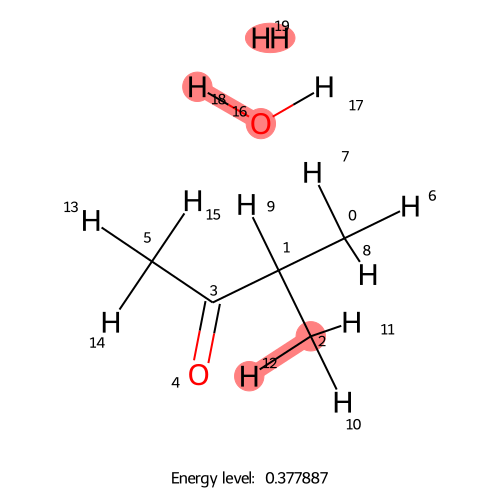 19
HH
H 18 16 O H 17
H 7
13 H H 15 H 9 0 H 6
5 1 8 H
3
14 H H 11
2
4 O H 12
H 10
Energy level: 0.377887